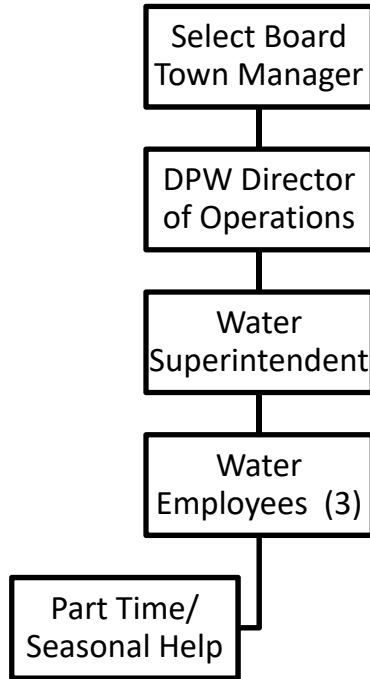 Select Board
Town Manager
DPW Director
of Operations
Water
Superintendent
Water
Employees (3)
Part Time/
Seasonal Help